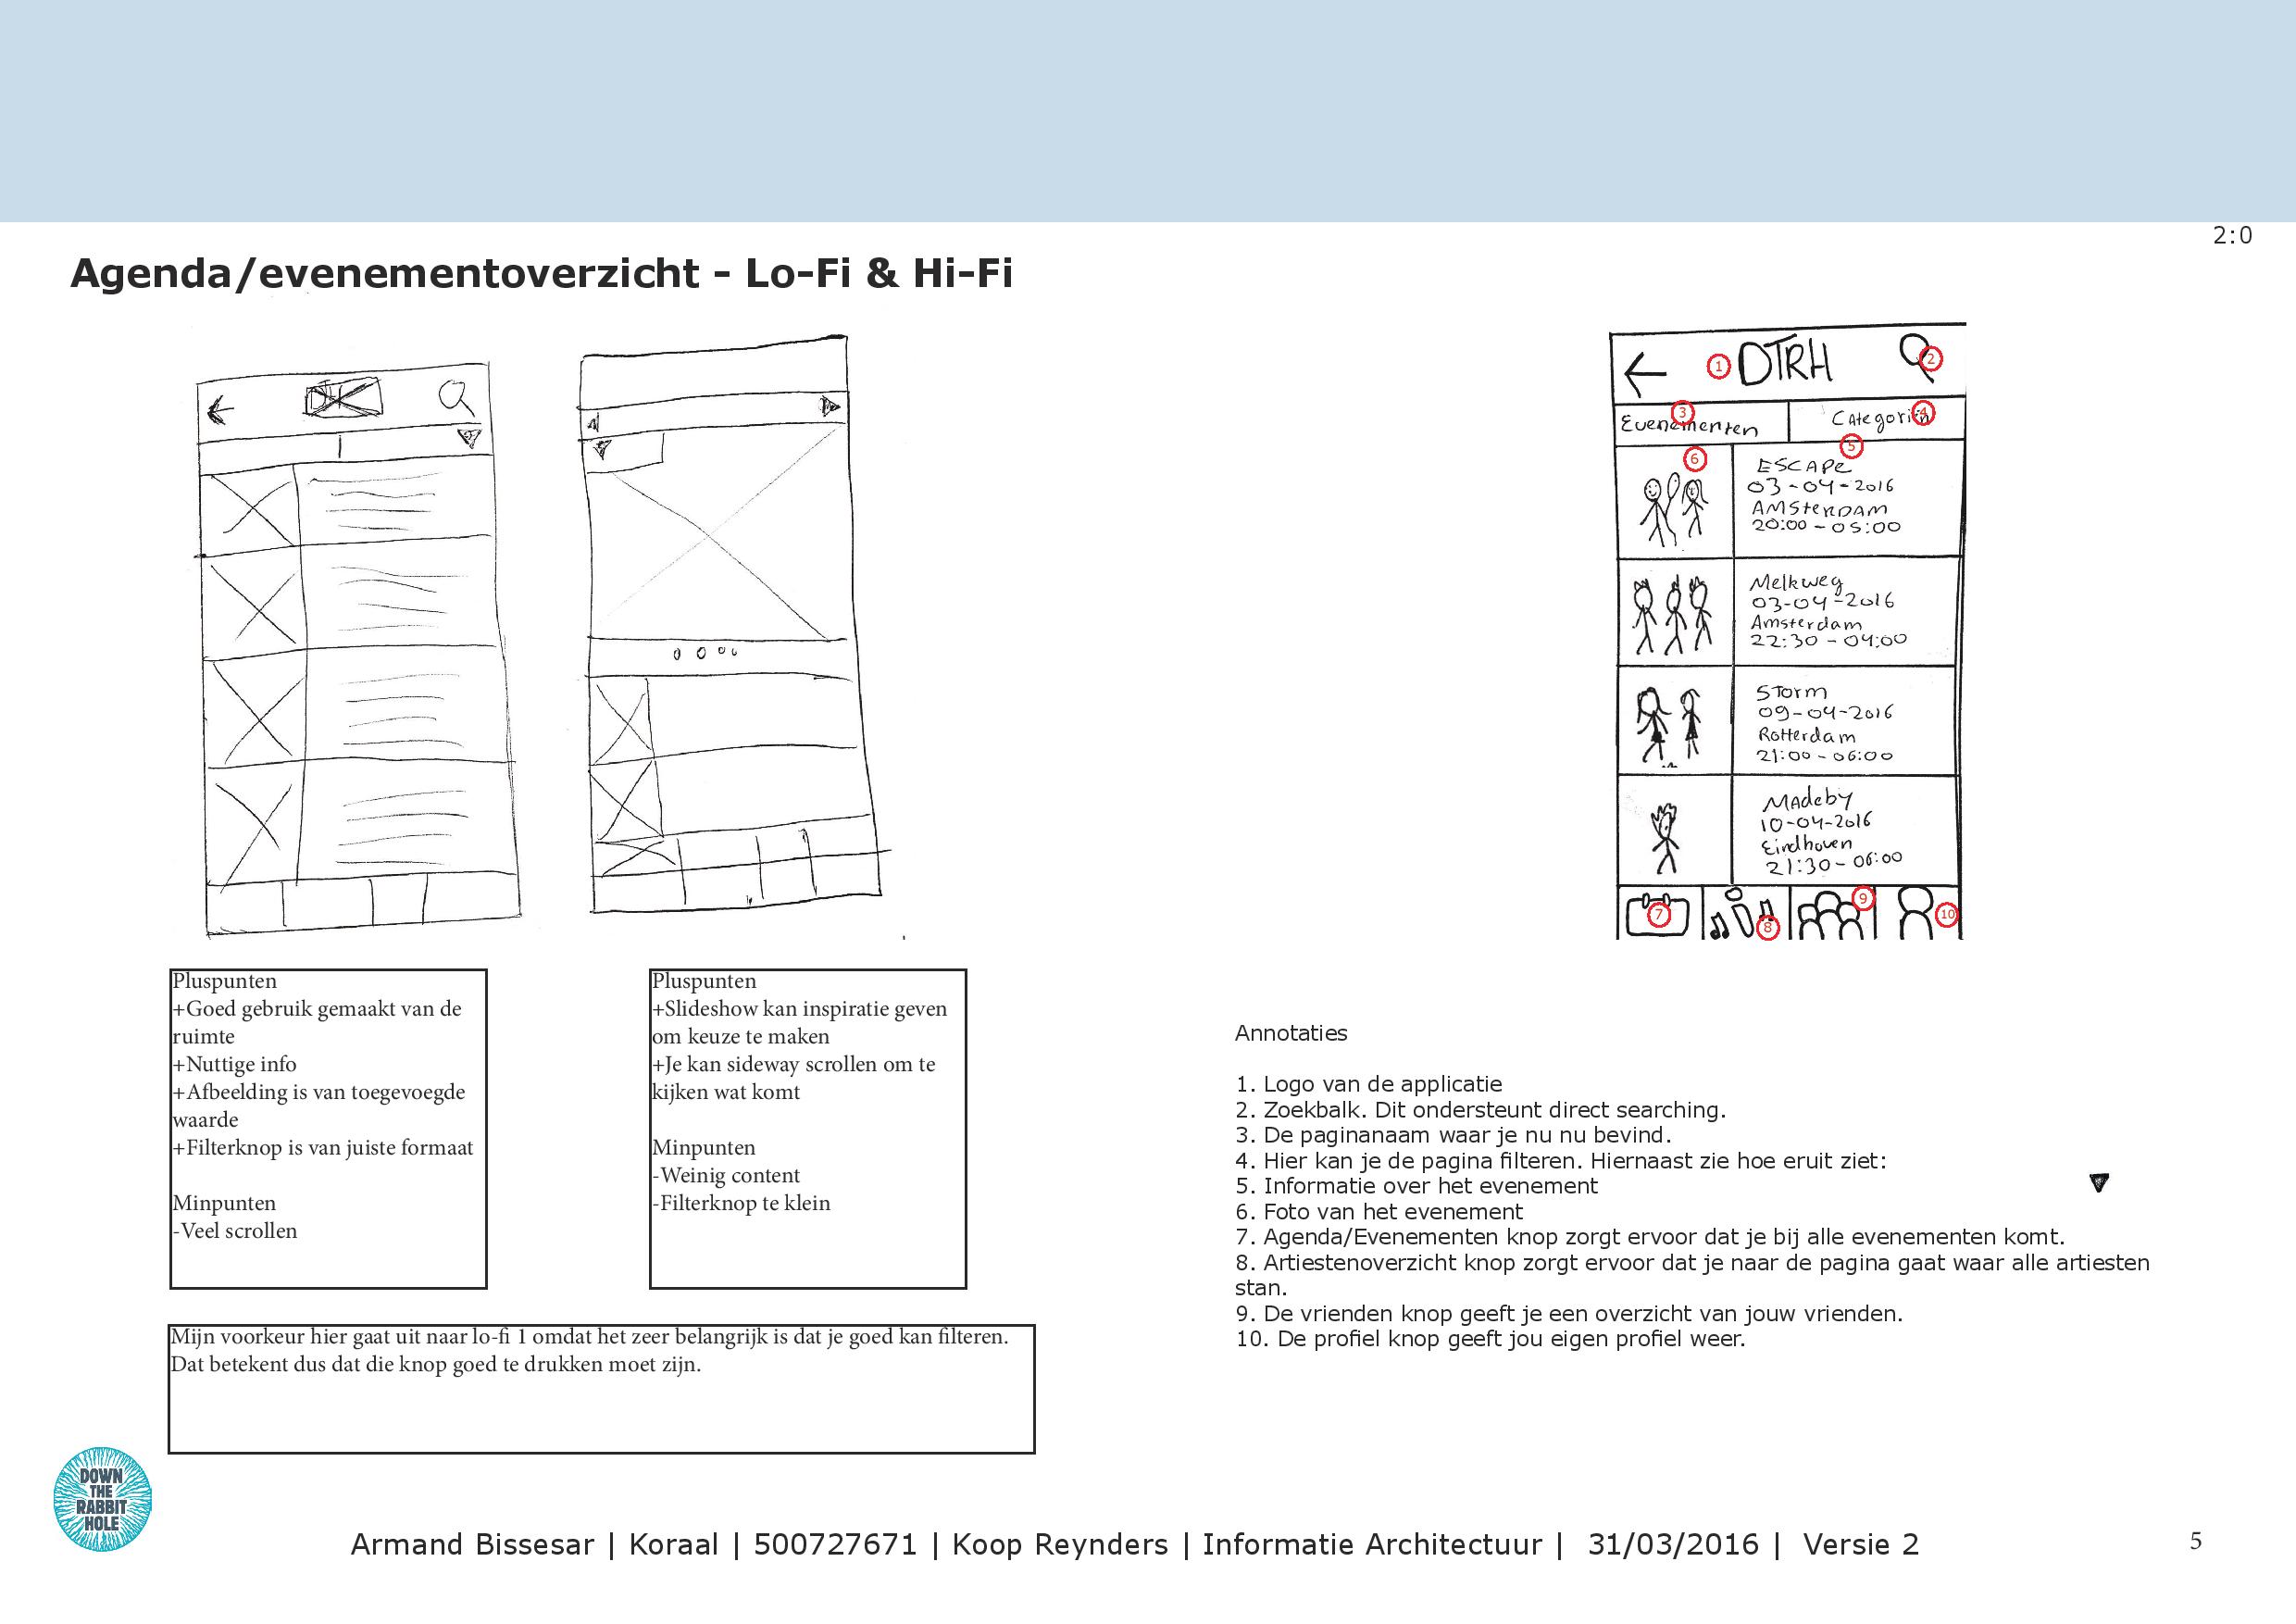 2:0
Agenda/evenementoverzicht - Lo-Fi & Hi-Fi
DTRH
1
2
3
Evenementen
4
5
6
ESCAPe
03-04-2016
AMSterDAM
20:00 - 05:00
Melkweg
03-04-2016
Amsterdam
22:30 - 04:00
STorm
09-04-2016
Rotterdam
21:00 - 06:00
MAdeby
10-04-2016
Eindhoven
21:30 - 06:00
7
8
9
10
Pluspunten
+Goed gebruik gemaakt van de
ruimte
+Nuttige info
+Afbeelding is van toegevoegde
waarde
+Filterknop is van juiste formaat
Minpunten
-Veel scrollen
Pluspunten
+Slideshow kan inspiratie geven
om keuze te maken
+Je kan sideway scrollen om te
kijken wat komt
Minpunten
-Weinig content
-Filterknop te klein
Mijn voorkeur hier gaat uit naar lo-fi 1 omdat het zeer belangrijk is dat je goed kan filteren.
Dat betekent dus dat die knop goed te drukken moet zijn.
Annotaties
1. Logo van de applicatie
2. Zoekbalk. Dit ondersteunt direct searching.
3. De paginanaam waar je nu nu bevind.
4. Hier kan je de pagina filteren. Hiernaast zie hoe eruit ziet:
5. Informatie over het evenement
6. Foto van het evenement
7. Agenda/Evenementen knop zorgt ervoor dat je bij alle evenementen komt.
8. Artiestenoverzicht knop zorgt ervoor dat je naar de pagina gaat waar alle artiesten
stan.
9. De vrienden knop geeft je een overzicht van jouw vrienden.
10. De profiel knop geeft jou eigen profiel weer.
DOWN
THE
RABBIT
HOLE
Armand Bissesar | Koraal | 500727671 | Koop Reynders | Informatie Architectuur | 31/03/2016 | Versie 2
5